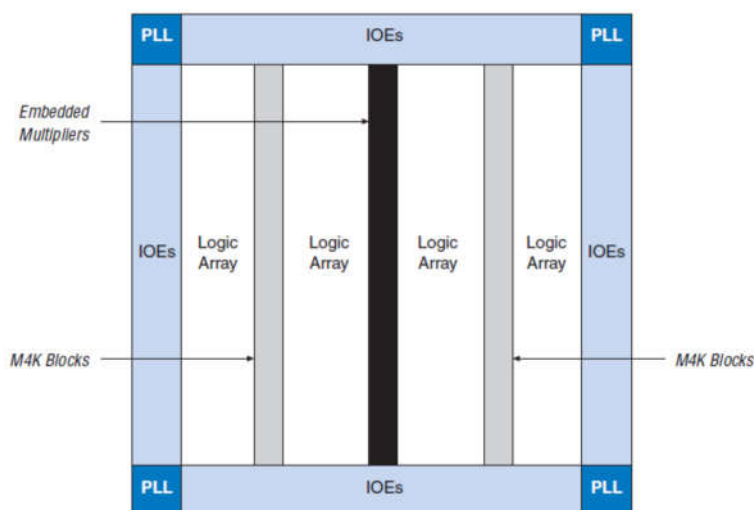 PLL
IOEs
PLL
Embedded
Multipliers
IOEs
Logic
Array
Logic
Array
Logic
Array
Logic
Array
IOEs
M4K Blocks
M4K Blocks
PLL
IOEs
PLL